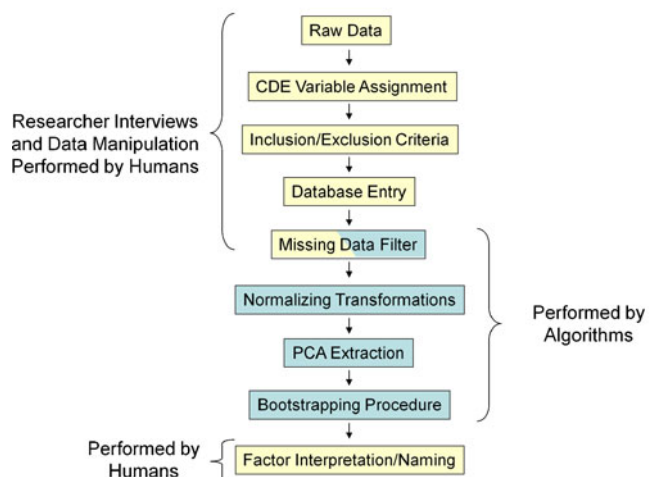 Raw Data
CDE Variable Assignment
Researcher Interviews
and Data Manipulation
Performed by Humans
Inclusion/Exclusion Criteria
Database Entry
Missing Data Filter
Normalizing Transformations
Performed by
Algorithms
PCA Extraction
Bootstrapping Procedure
Performed by
Humans
Factor Interpretation/Naming